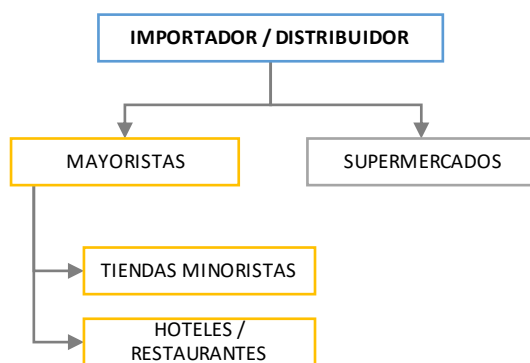 IMPORTADOR / DISTRIBUIDOR
MAYORISTAS
SUPERMERCADOS
TIENDAS MINORISTAS
HOTELES /
RESTAURANTES